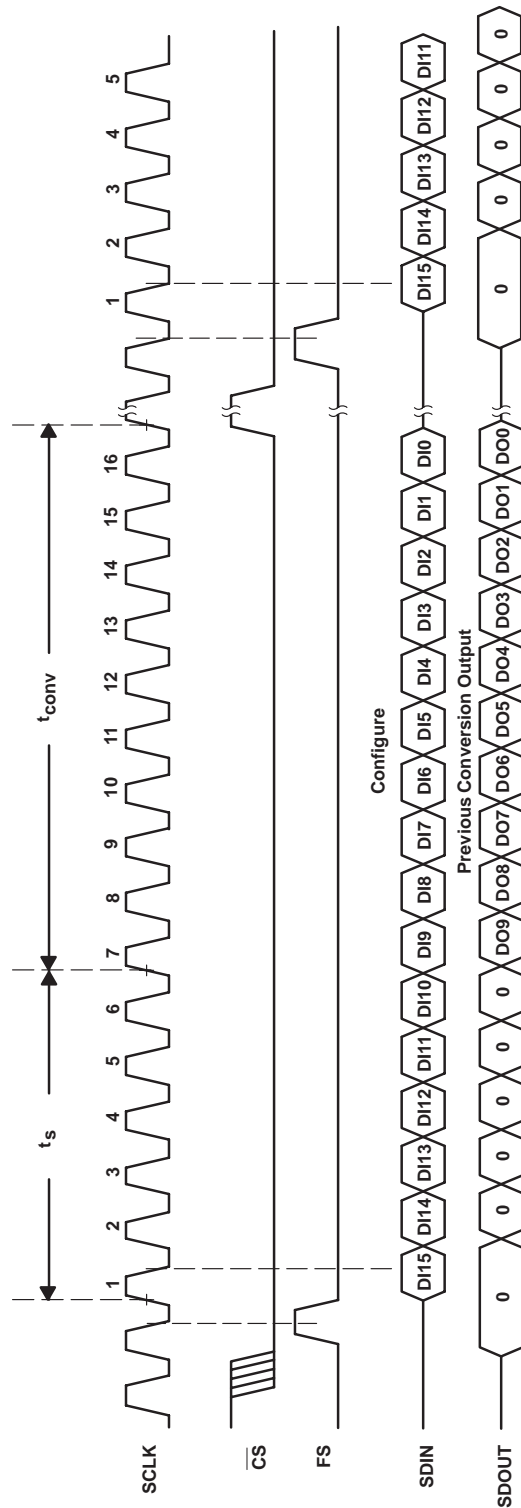 t_s
t_conv
1 2 3 4 5 6 7 8 9 10 11 12 13 14 15 16 1 2 3 4 5
SCLK
CS
FS
Configure
SDIN
DI15 DI14 DI13 DI12 DI11 DI10 DI9 DI8 DI7 DI6 DI5 DI4 DI3 DI2 DI1 DI0 DI15 DI14 DI13 DI12 DI11
Previous Conversion Output
SDOUT
0 0 0 0 0 0 DO9 DO8 DO7 DO6 DO5 DO4 DO3 DO2 DO1 DO0 0 0 0 0 0